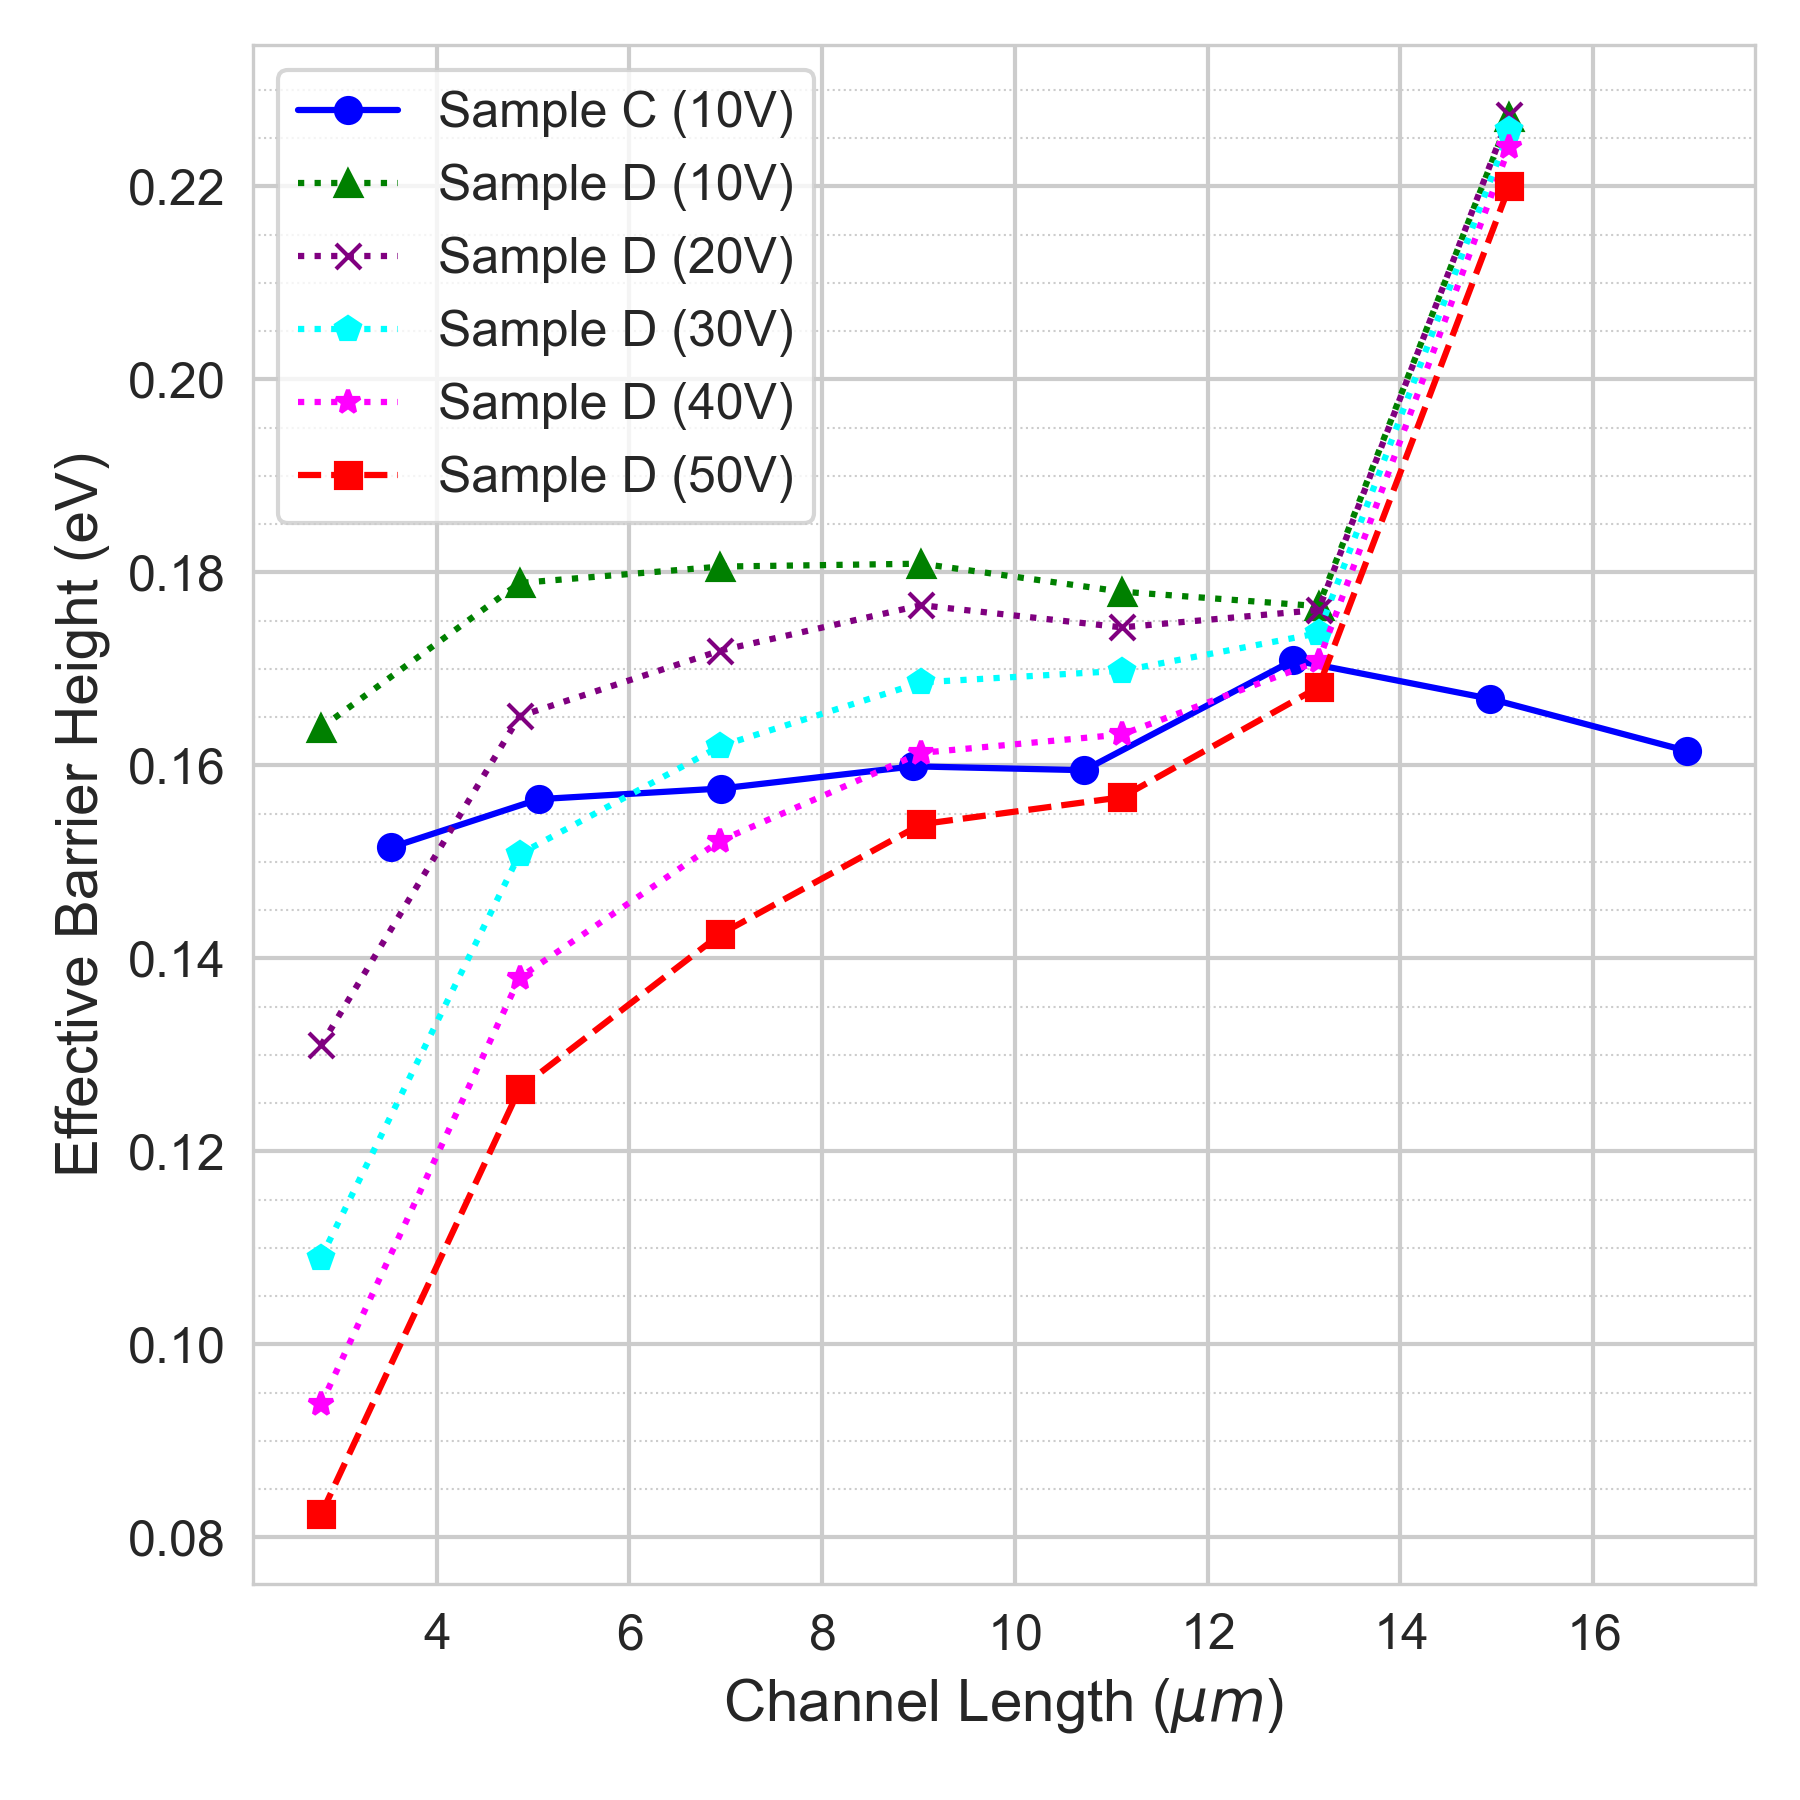 Sample C (10V)
Sample D (10V)
Sample D (20V)
Sample D (30V)
Sample D (40V)
Sample D (50V)
0.22
0.20
0.18
0.16
0.14
0.12
0.10
0.08
Effective Barrier Height (eV)
4 6 8 10 12 14 16
Channel Length (μm)